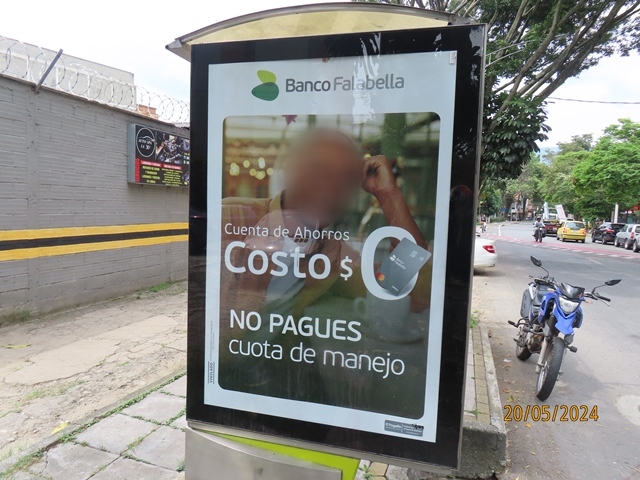 Banco Falabella
Cuenta de Ahorros
Costo $0
NO PAGUES
cuota de manejo
20/05/2024